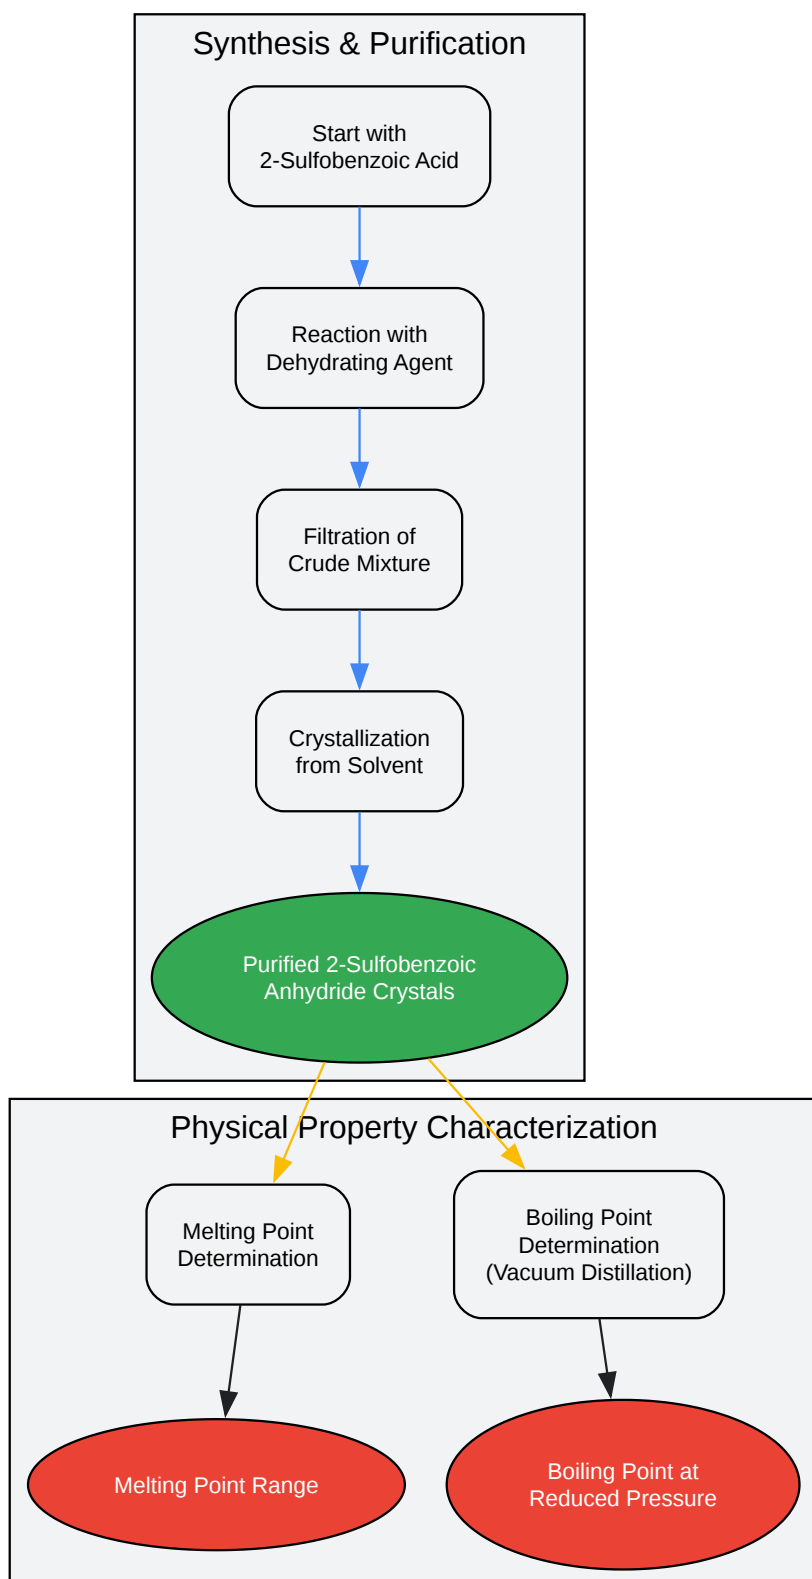 Synthesis & Purification
Start with
2-Sulfobenzoic Acid
Reaction with
Dehydrating Agent
Filtration of
Crude Mixture
Crystallization
from Solvent
Purified 2-Sulfobenzoic
Anhydride Crystals
Physical Property Characterization
Melting Point
Determination
Boiling Point
Determination
(Vacuum Distillation)
Melting Point Range
Boiling Point at
Reduced Pressure